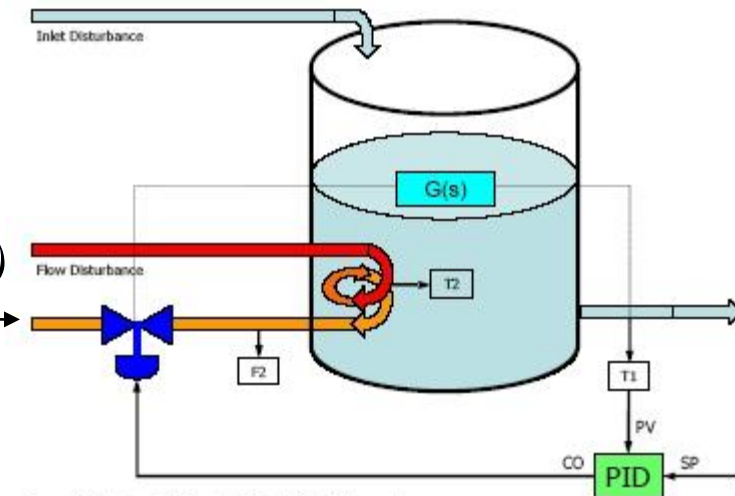 Inlet Disturbance
G(s)
)
Flow Disturbance
T2
F2
T1
PV
CO
PID
SP